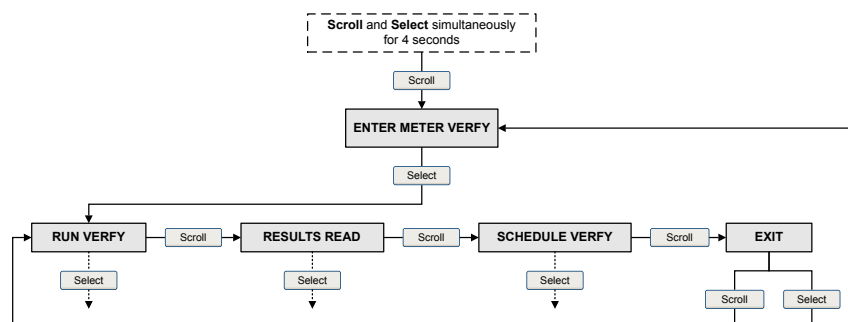 Scroll and Select simultaneously
for 4 seconds
Scroll
ENTER METER VERFY
Select
RUN VERFY
Scroll
RESULTS READ
Scroll
SCHEDULE VERFY
Scroll
EXIT
Select
Select
Select
Scroll
Select